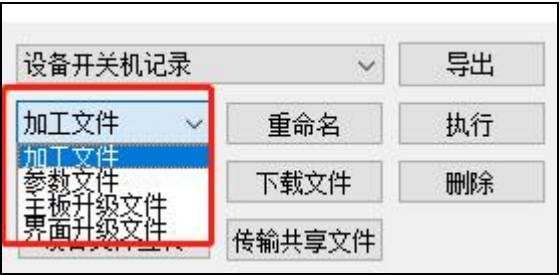 设备开关机记录 导出
加工文件 重命名 执行
加工文件
参数文件 下载文件 删除
主板升级文件
界面升级文件
传输共享文件